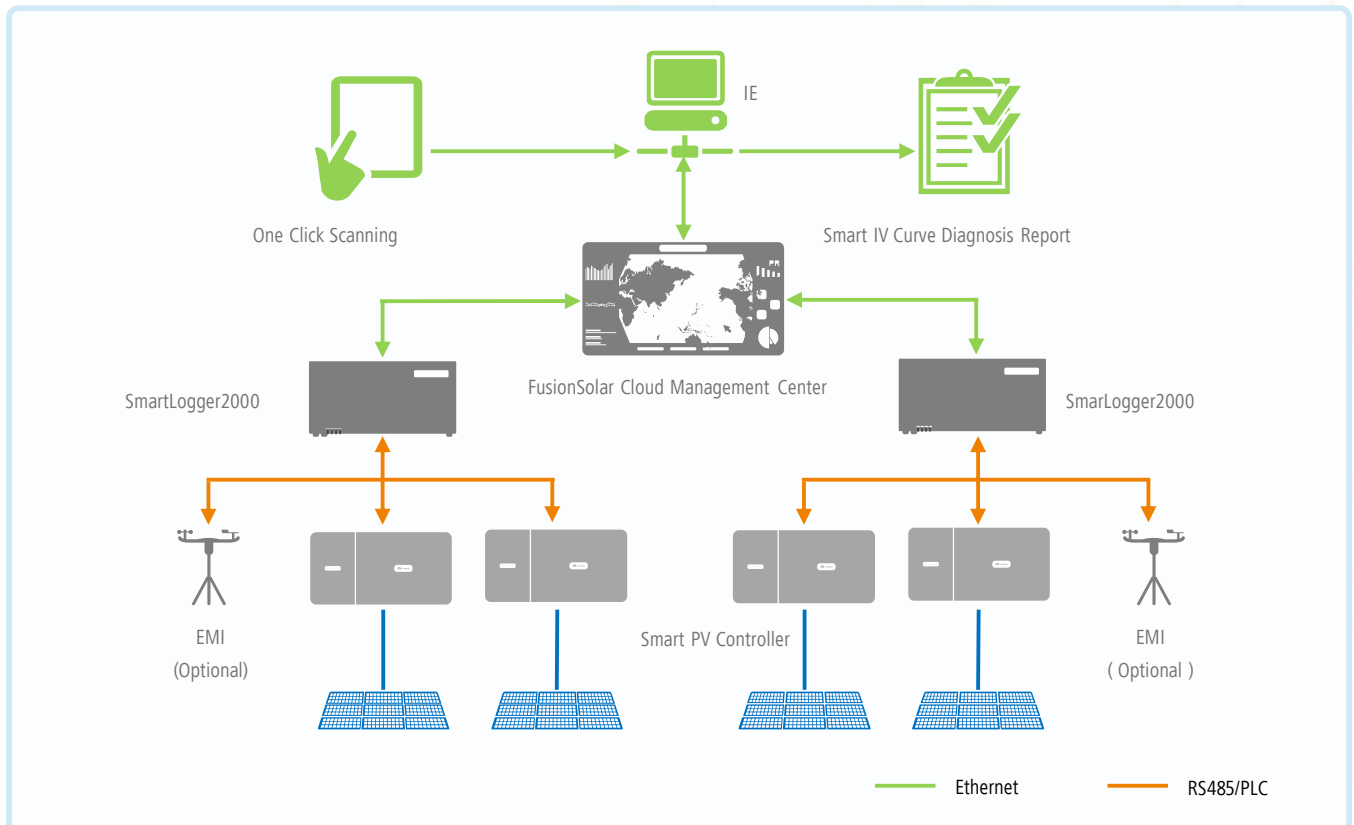 IE
One Click Scanning
Smart IV Curve Diagnosis Report
PR
FusionSolar Cloud Management Center
SmartLogger2000
SmarLogger2000
Smart PV Controller
EMI
(Optional)
EMI
( Optional )
Ethernet
RS485/PLC